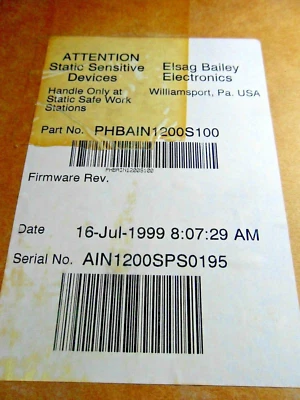 ATTENTION
Static Sensitive
Devices
Handle Only at
Static Safe Work
Stations
Elsag Bailey
Electronics
Williamsport, Pa. USA
Part No. PHBAIN1200S100
PHBAIN1200S100
Firmware Rev.
Date 16-Jul-1999 8:07:29 AM
Serial No. AIN1200SPS0195